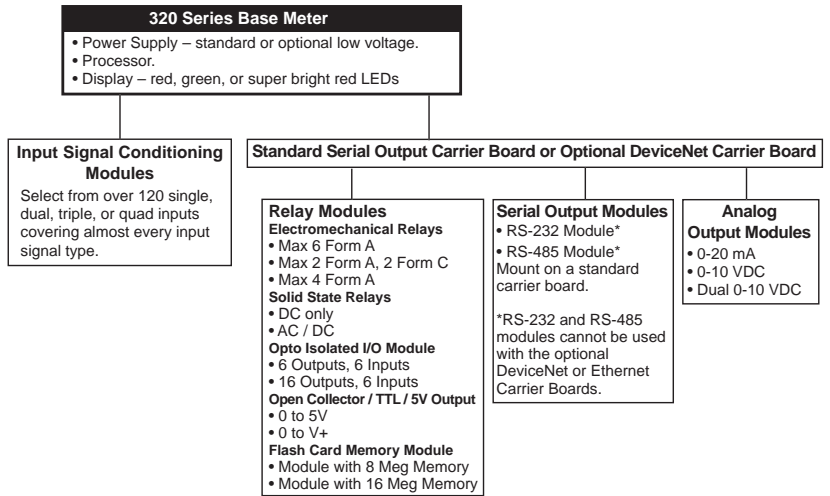 320 Series Base Meter
• Power Supply – standard or optional low voltage.
• Processor.
• Display – red, green, or super bright red LEDs
Input Signal Conditioning
Modules
Select from over 120 single,
dual, triple, or quad inputs
covering almost every input
signal type.
Standard Serial Output Carrier Board or Optional DeviceNet Carrier Board
Relay Modules
Electromechanical Relays
• Max 6 Form A
• Max 2 Form A, 2 Form C
• Max 4 Form A
Solid State Relays
• DC only
• AC / DC
Opto Isolated I/O Module
• 6 Outputs, 6 Inputs
• 16 Outputs, 6 Inputs
Open Collector / TTL / 5V Output
• 0 to 5V
• 0 to V+
Flash Card Memory Module
• Module with 8 Meg Memory
• Module with 16 Meg Memory
Serial Output Modules
• RS-232 Module*
• RS-485 Module*
Mount on a standard
carrier board.
*RS-232 and RS-485
modules cannot be used
with the optional
DeviceNet or Ethernet
Carrier Boards.
Analog
Output Modules
• 0-20 mA
• 0-10 VDC
• Dual 0-10 VDC